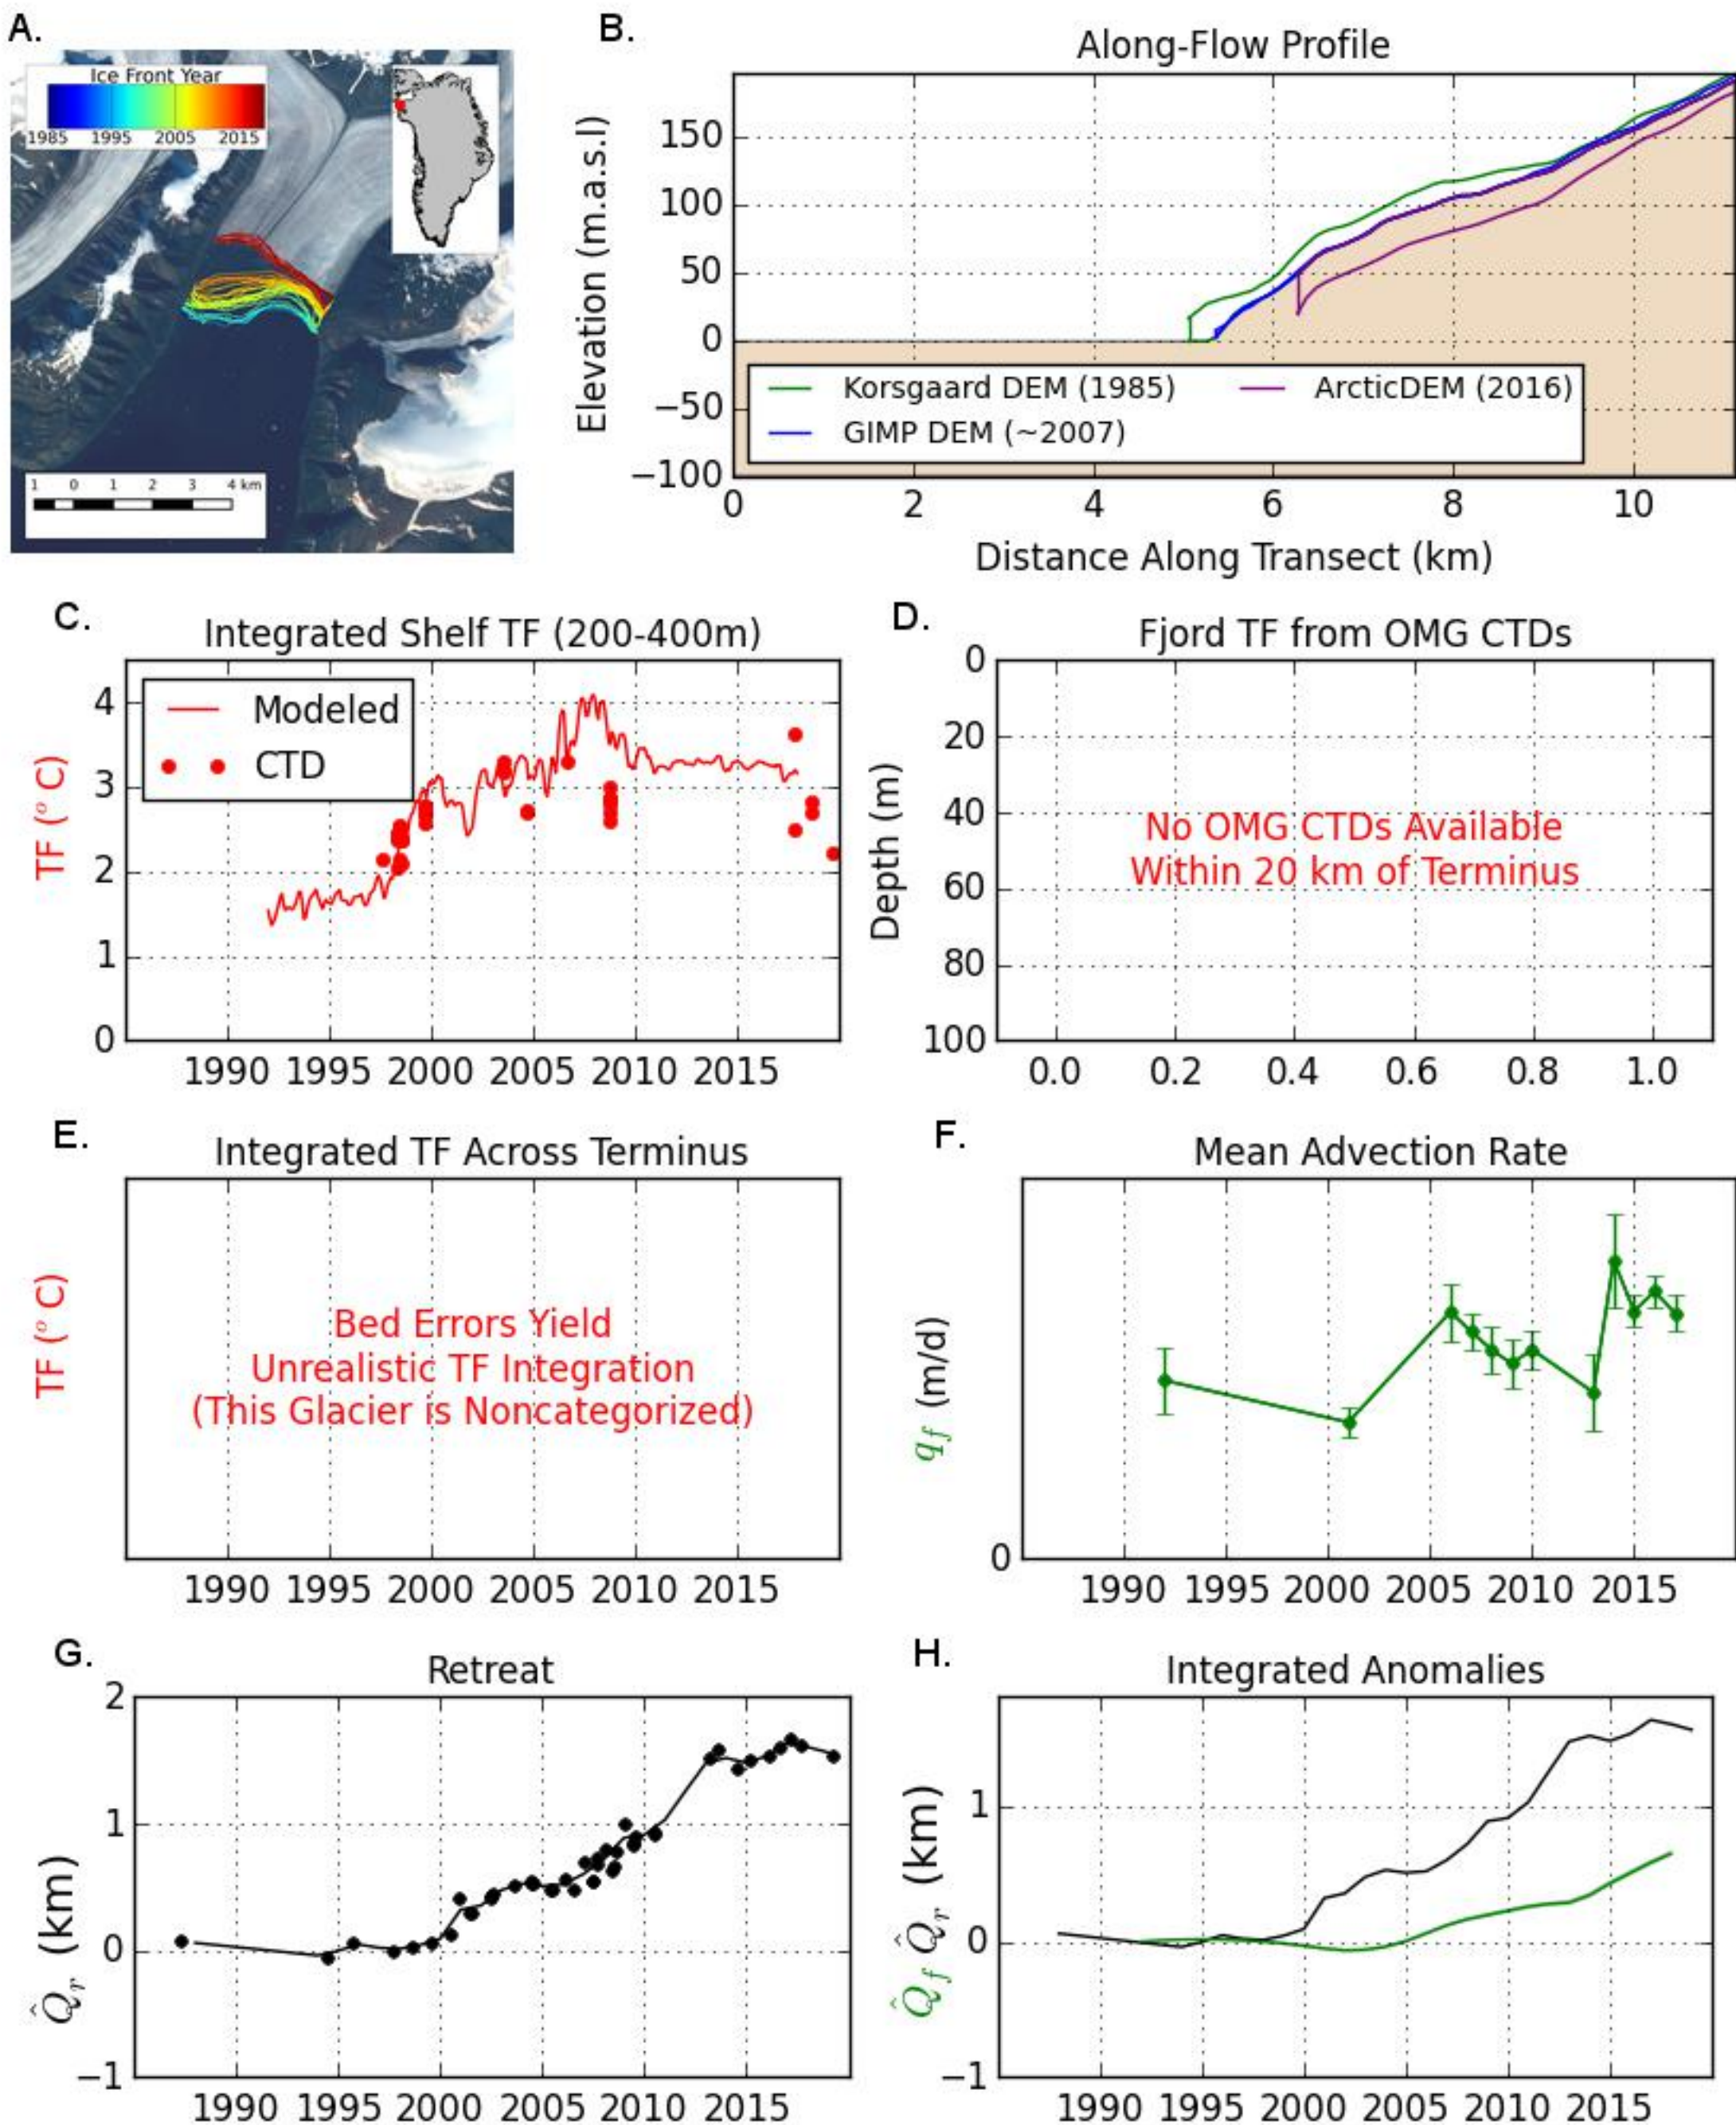 A.
Ice Front Year
1985 1995 2005 2015
1 0 1 2 3 4 km
B.
Along-Flow Profile
Elevation (m.a.s.l)
150
100
50
0
−50
−100
Korsgaard DEM (1985)
ArcticDEM (2016)
GIMP DEM (~2007)
0 2 4 6 8 10
Distance Along Transect (km)
C.
Integrated Shelf TF (200-400m)
TF (° C)
4
3
2
1
0
Modeled
CTD
1990 1995 2000 2005 2010 2015
D.
Fjord TF from OMG CTDs
Depth (m)
0
20
40
60
80
100
No OMG CTDs Available
Within 20 km of Terminus
0.0 0.2 0.4 0.6 0.8 1.0
E.
Integrated TF Across Terminus
TF (° C)
Bed Errors Yield
Unrealistic TF Integration
(This Glacier is Noncategorized)
1990 1995 2000 2005 2010 2015
F.
Mean Advection Rate
q_f (m/d)
0
1990 1995 2000 2005 2010 2015
G.
Retreat
Q̂_r (km)
2
1
0
−1
1990 1995 2000 2005 2010 2015
H.
Integrated Anomalies
Q̂_f Q̂_r (km)
1
0
−1
1990 1995 2000 2005 2010 2015